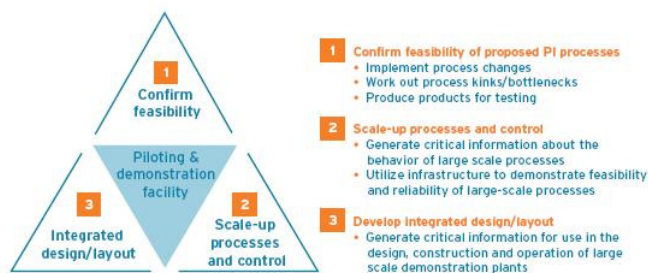 1
Confirm
feasibility
Piloting &
demonstration
facility
3
Integrated
design/layout
2
Scale-up
processes
and control
1 Confirm feasibility of proposed PI processes
• Implement process changes
• Work out process kinks/bottlenecks
• Produce products for testing
2 Scale-up processes and control
• Generate critical information about the
behavior of large scale processes
• Utilize infrastructure to demonstrate feasibility
and reliability of large-scale processes
3 Develop integrated design/layout
• Generate critical information for use in the
design, construction and operation of large
scale demonstration plants